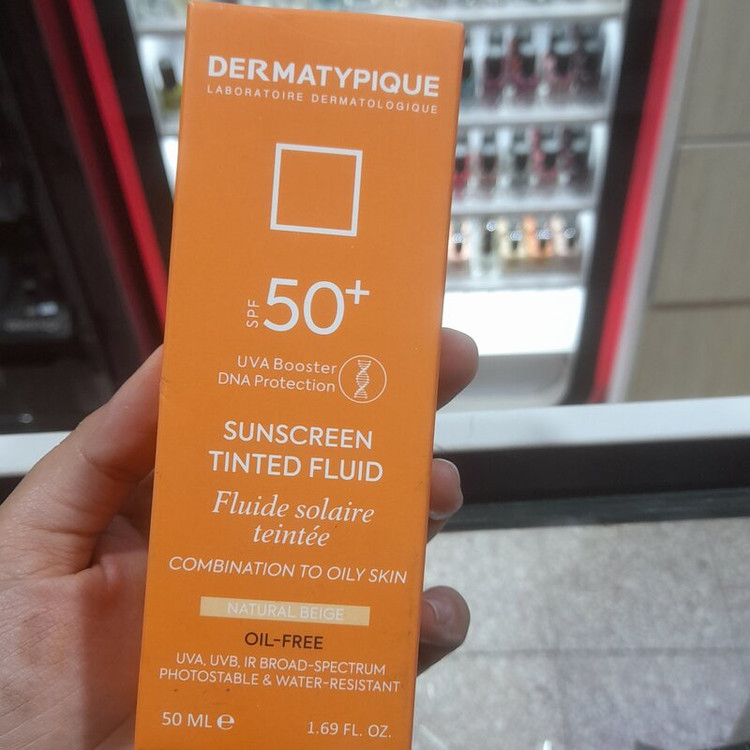 DERMATYPIQUE
LABORATOIRE DERMATOLOGIQUE
SPF 50+
UVA Booster
DNA Protection
SUNSCREEN
TINTED FLUID
Fluide solaire
teintée
COMBINATION TO OILY SKIN
NATURAL BEIGE
OIL-FREE
UVA, UVB, IR BROAD-SPECTRUM
PHOTOSTABLE & WATER-RESISTANT
50 ML e 1.69 FL. OZ.